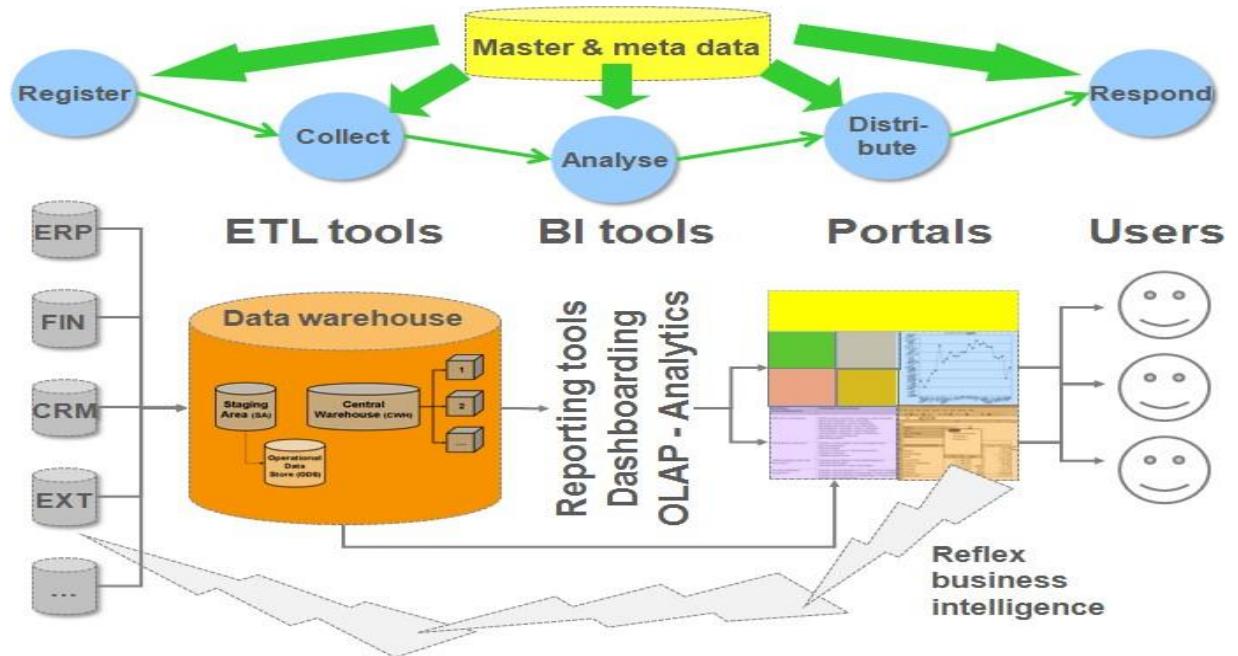 Master & meta data
Register
Collect
Analyse
Distri-
bute
Respond
ETL tools
BI tools
Portals
Users
ERP
FIN
CRM
EXT
...
Data warehouse
Staging
Area (SA)
Central
Warehouse (CWH)
Operational
Data
Store (ODS)
1
2
...
Reporting tools
Dashboarding
OLAP - Analytics
Reflex
business
intelligence